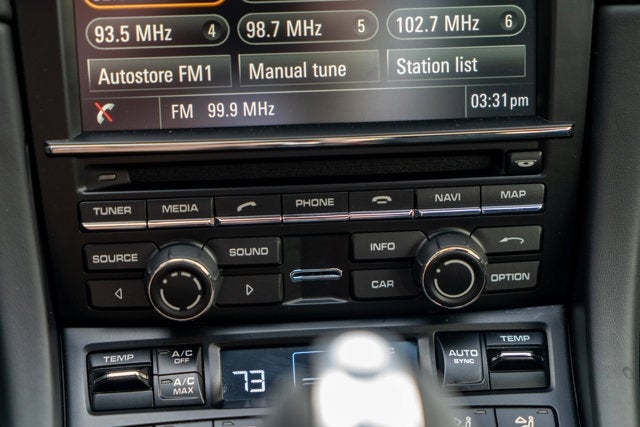 93.5 MHz 4 98.7 MHz 5 102.7 MHz 6
Autostore FM1 Manual tune Station list
FM 99.9 MHz 03:31pm
TUNER MEDIA PHONE NAVI MAP
SOURCE SOUND INFO
CAR OPTION
TEMP A/C OFF AUTO SYNC TEMP
A/C MAX 73